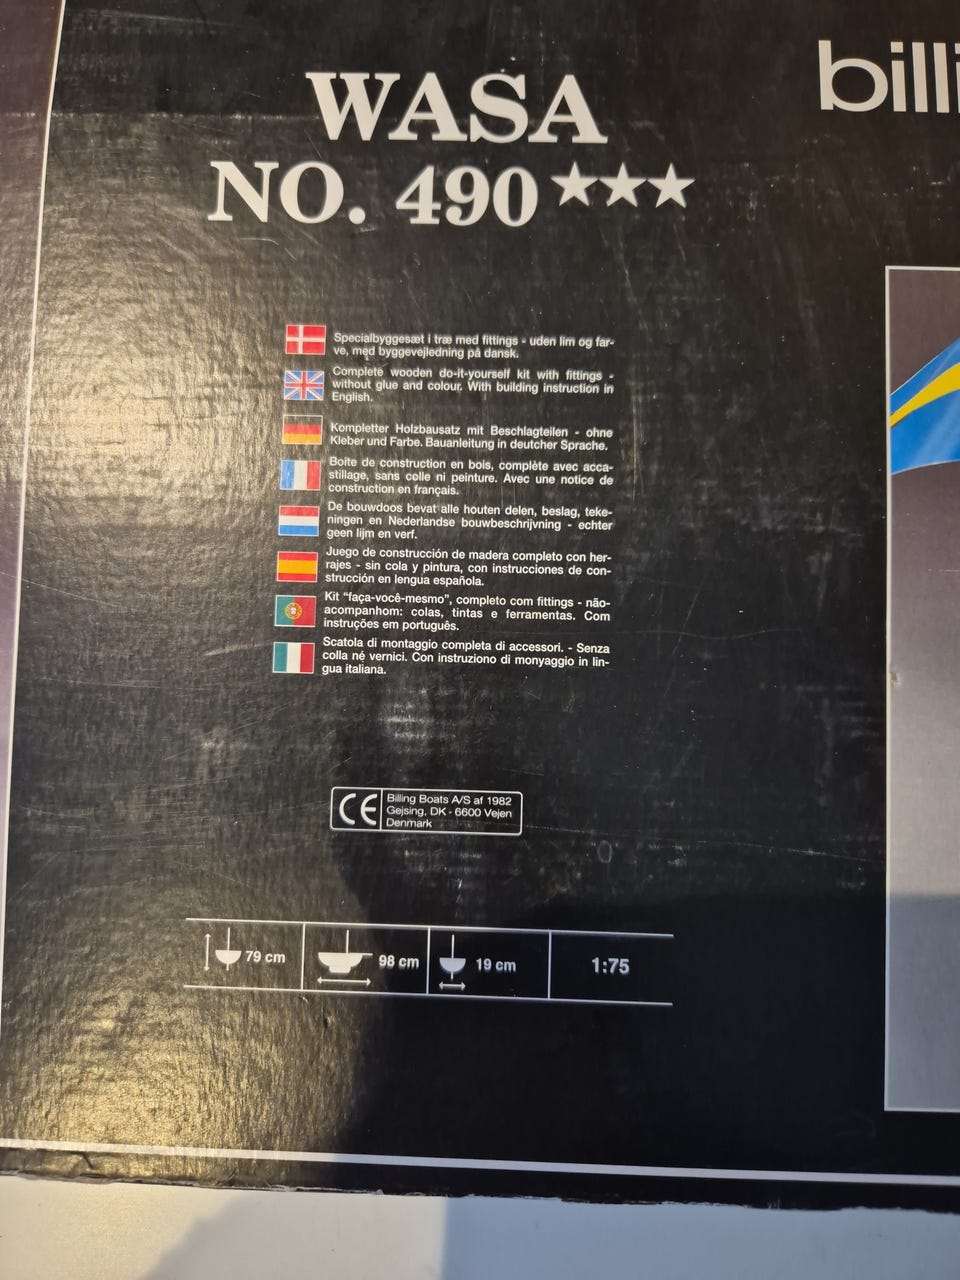 WASA
NO. 490 ★★★
billi
Specialbyggesæt i træ med fittings - uden lim og far-
ve, med byggevejledning på dansk.
Complete wooden do-it-yourself kit with fittings -
without glue and colour. With building instruction in
English.
Kompletter Holzbausatz mit Beschlagteilen - ohne
Kleber und Farbe. Bauanleitung in deutcher Sprache.
Boite de construction en bois, complète avec acca-
stillage, sans colle ni peinture. Avec une notice de
construction en français.
De bouwdoos bevat alle houten delen, beslag, teke-
ningen en Nederlandse bouwbeschrijvning - echter
geen lijm en verf.
Juego de construcción de madera completo con her-
rajes - sin cola y pintura, con instrucciones de con-
strucción en lengua española.
Kit "faça-você-mesmo", completo com fittings - não-
acompanhom: colas, tintas e ferramentas. Com
instruções em português.
Scatola di montaggio completa di accessori. - Senza
colla né vernici. Con instruziono di monyaggio in lin-
gua italiana.
CE
Billing Boats A/S af 1982
Gejsing, DK - 6600 Vejen
Denmark
79 cm
98 cm
19 cm
1:75